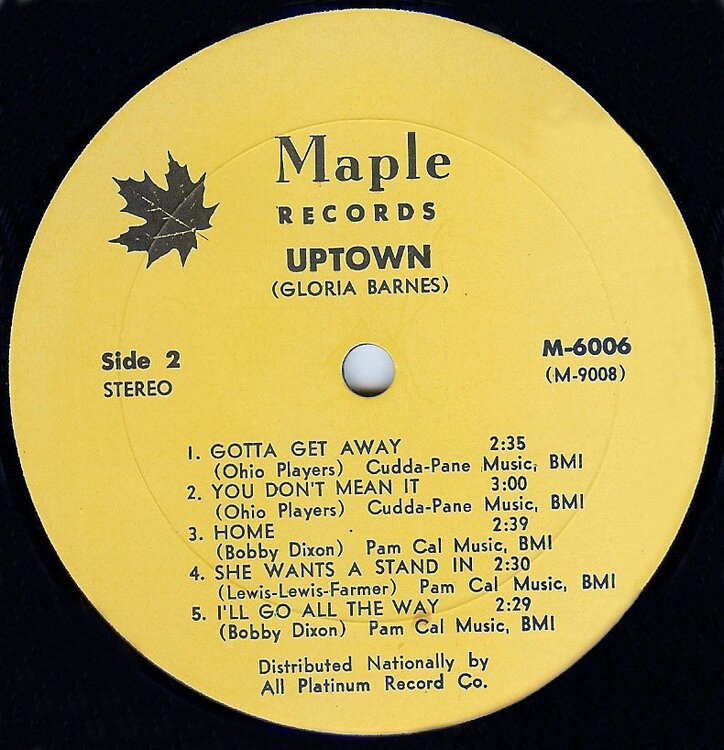 Maple
RECORDS
UPTOWN
(GLORIA BARNES)
Side 2
STEREO
M-6006
(M-9008)
1. GOTTA GET AWAY 2:35
(Ohio Players) Cudda-Pane Music, BMI
2. YOU DON'T MEAN IT 3:00
(Ohio Players) Cudda-Pane Music, BMI
3. HOME 2:39
(Bobby Dixon) Pam Cal Music, BMI
4. SHE WANTS A STAND IN 2:30
(Lewis-Lewis-Farmer) Pam Cal Music, BMI
5. I'LL GO ALL THE WAY 2:29
(Bobby Dixon) Pam Cal Music, BMI
Distributed Nationally by
All Platinum Record Co.